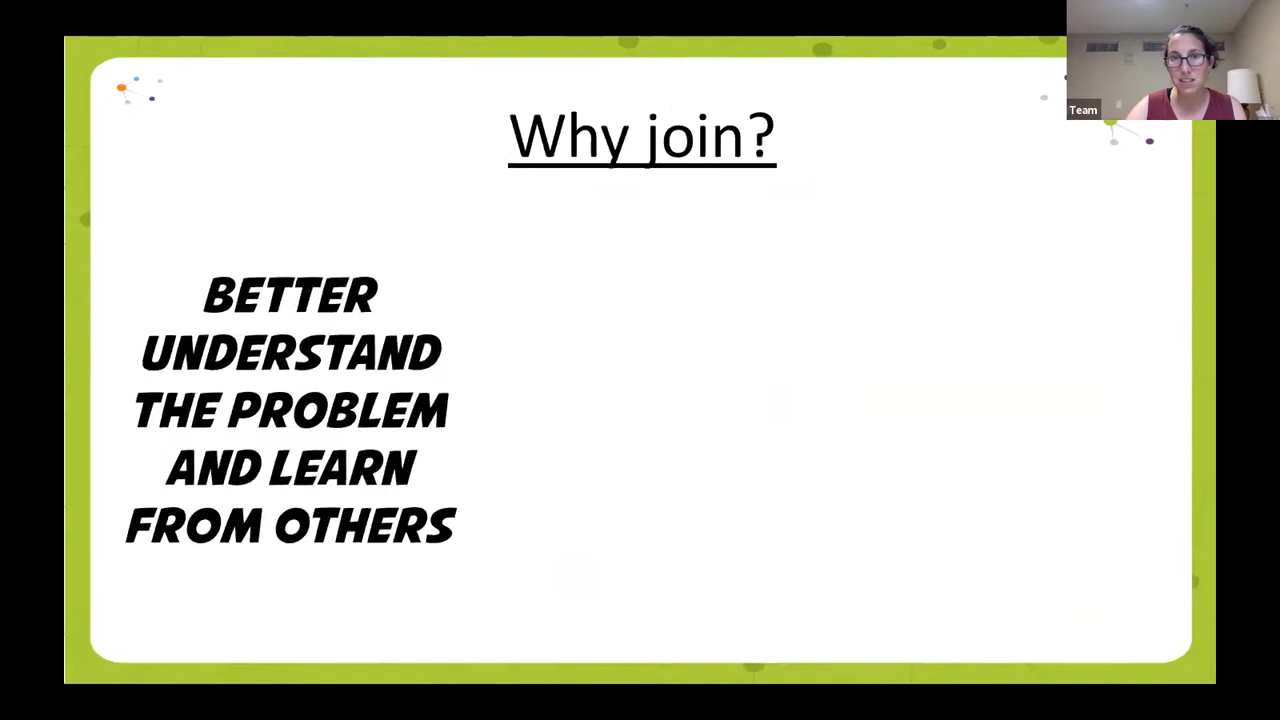 Why join?
Team
BETTER
UNDERSTAND
THE PROBLEM
AND LEARN
FROM OTHERS